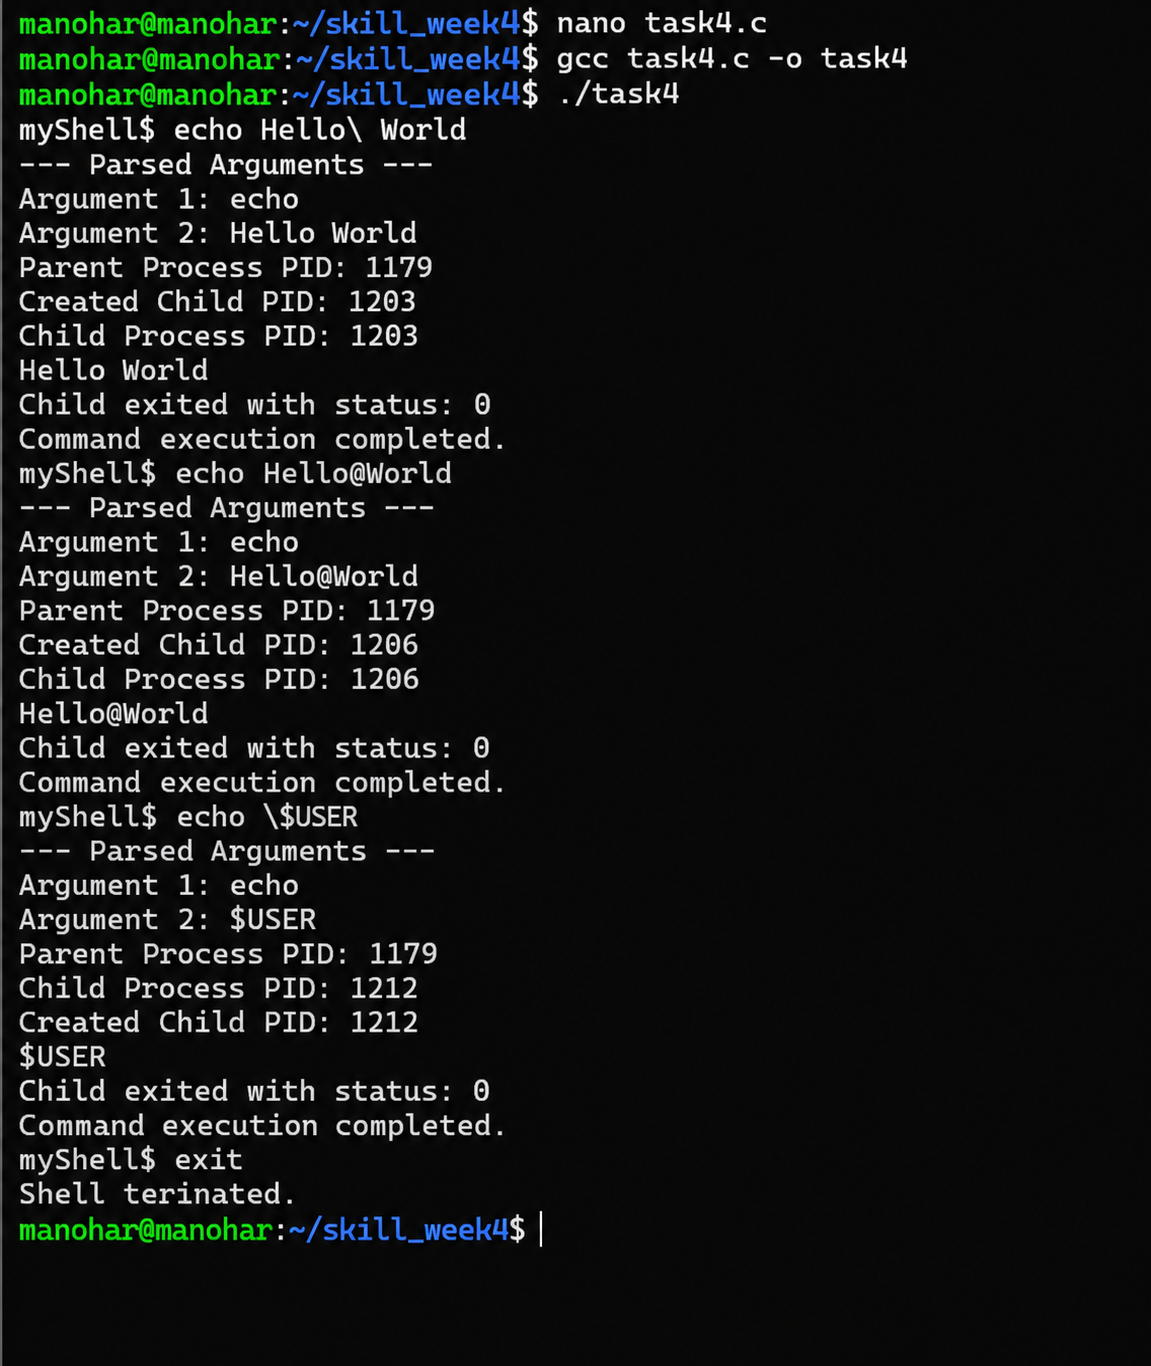 manohar@manohar:~/skill_week4$ nano task4.c
manohar@manohar:~/skill_week4$ gcc task4.c -o task4
manohar@manohar:~/skill_week4$ ./task4
myShell$ echo Hello\ World
--- Parsed Arguments ---
Argument 1: echo
Argument 2: Hello World
Parent Process PID: 1179
Created Child PID: 1203
Child Process PID: 1203
Hello World
Child exited with status: 0
Command execution completed.
myShell$ echo Hello@World
--- Parsed Arguments ---
Argument 1: echo
Argument 2: Hello@World
Parent Process PID: 1179
Created Child PID: 1206
Child Process PID: 1206
Hello@World
Child exited with status: 0
Command execution completed.
myShell$ echo \$USER
--- Parsed Arguments ---
Argument 1: echo
Argument 2: $USER
Parent Process PID: 1179
Child Process PID: 1212
Created Child PID: 1212
$USER
Child exited with status: 0
Command execution completed.
myShell$ exit
Shell terinated.
manohar@manohar:~/skill_week4$